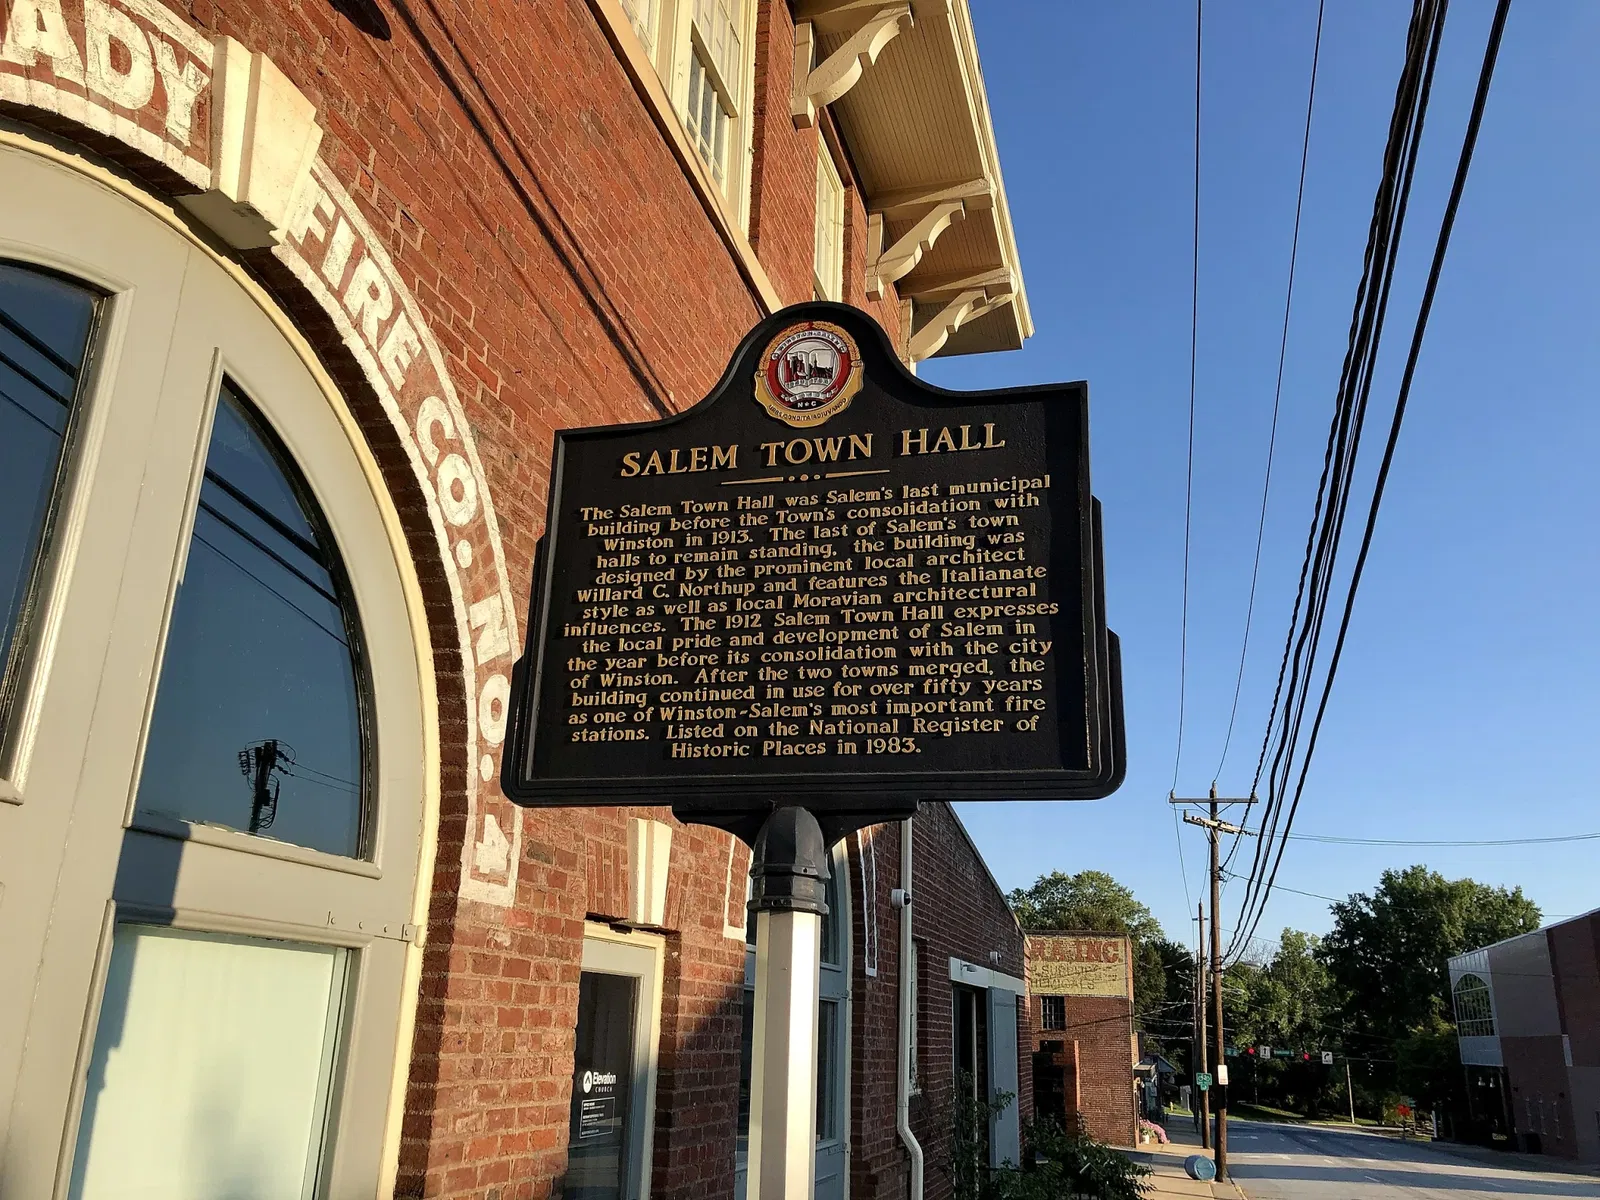 ADY
FIRE CO. NO. 4
SALEM TOWN HALL
The Salem Town Hall was Salem's last municipal
building before the Town's consolidation with
Winston in 1913. The last of Salem's town
halls to remain standing, the building was
designed by the prominent local architect
Willard C. Northup and features the Italianate
style as well as local Moravian architectural
influences. The 1912 Salem Town Hall expresses
the local pride and development of Salem in
the year before its consolidation with the city
of Winston. After the two towns merged, the
building continued in use for over fifty years
as one of Winston-Salem's most important fire
stations. Listed on the National Register of
Historic Places in 1983.
Elevation
CHURCH
RA. INC.